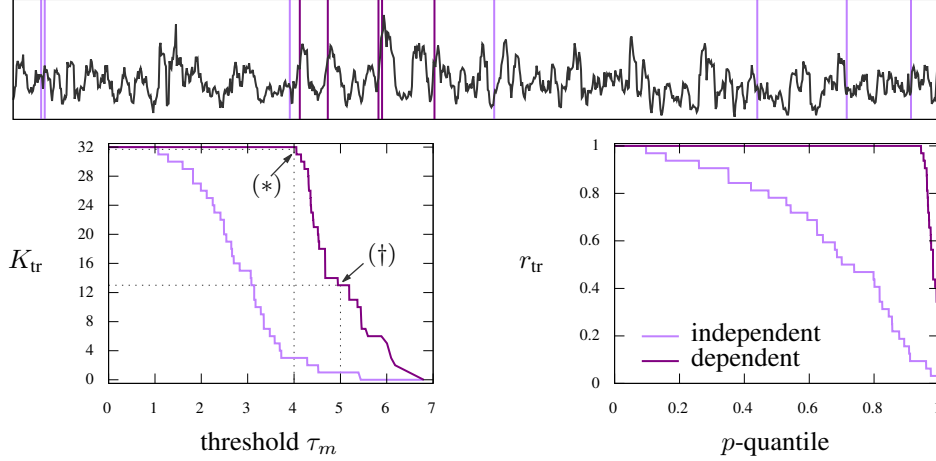 32
28
24
20
16
12
8
4
0
K_tr
(∗)
(†)
0 1 2 3 4 5 6 7
threshold τ_m
1
0.8
0.6
0.4
0.2
0
r_tr
independent
dependent
0 0.2 0.4 0.6 0.8 1
p-quantile